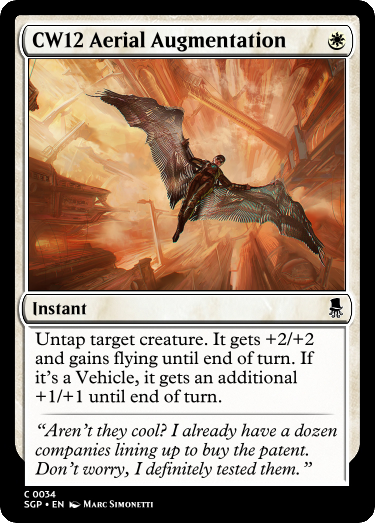 CW12 Aerial Augmentation
Instant
Untap target creature. It gets +2/+2
and gains flying until end of turn. If
it's a Vehicle, it gets an additional
+1/+1 until end of turn.
“Aren't they cool? I already have a dozen
companies lining up to buy the patent.
Don't worry, I definitely tested them.”
C 0034
SGP • EN Marc Simonetti